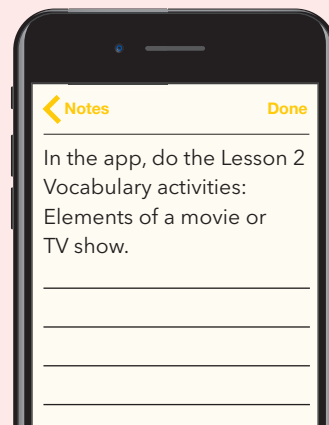 Notes Done
In the app, do the Lesson 2
Vocabulary activities:
Elements of a movie or
TV show.